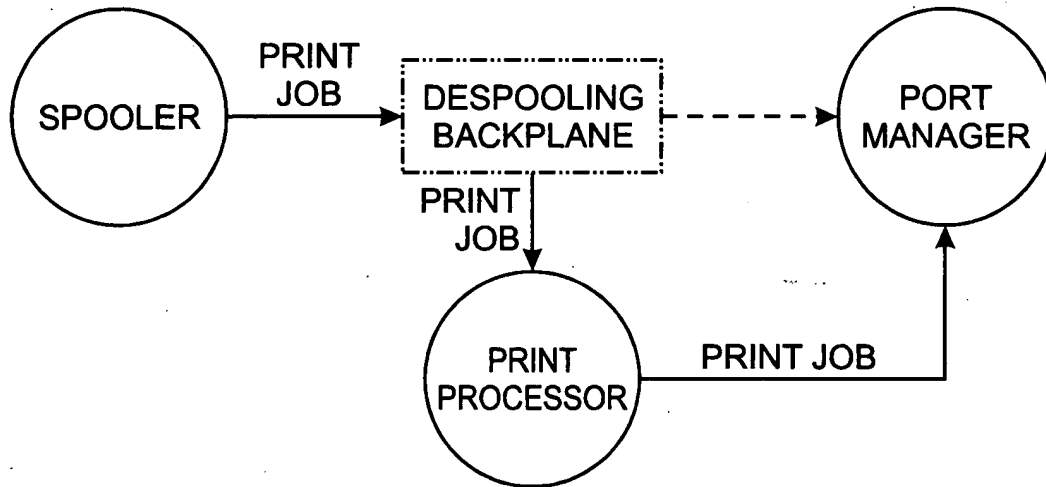 PRINT
JOB
SPOOLER
DESPOOLING
BACKPLANE
PORT
MANAGER
PRINT
JOB
PRINT
PROCESSOR
PRINT JOB